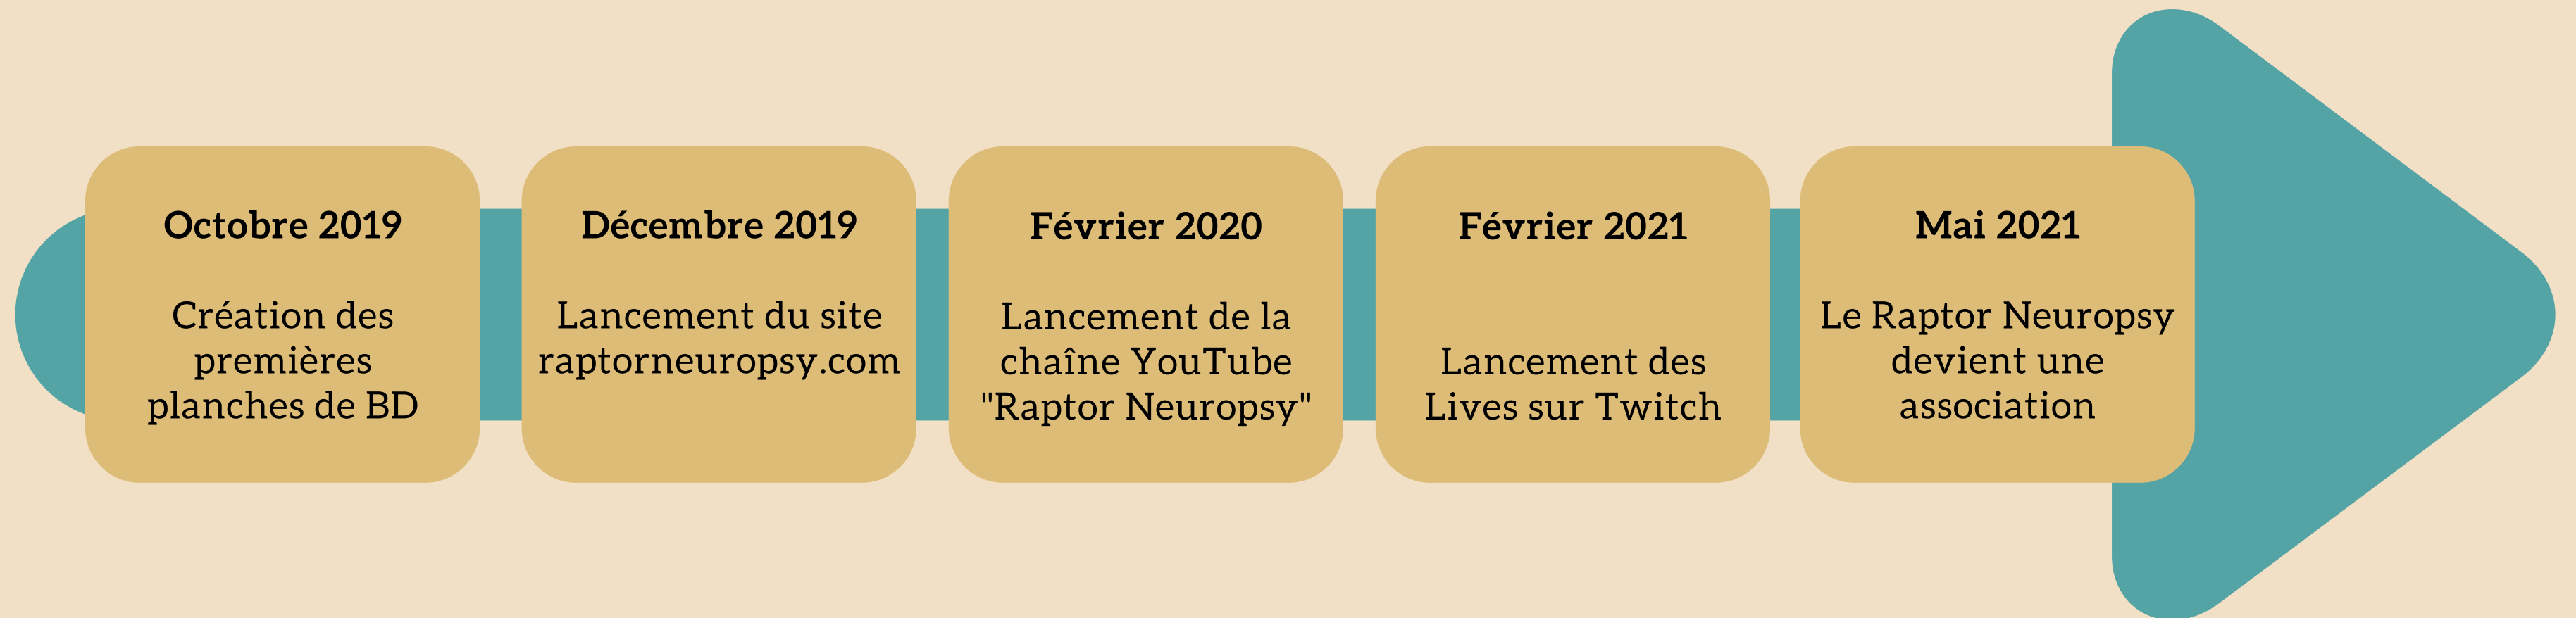 Octobre 2019
Création des
premières
planches de BD
Décembre 2019
Lancement du site
raptorneuropsy.com
Février 2020
Lancement de la
chaîne YouTube
"Raptor Neuropsy"
Février 2021
Lancement des
Lives sur Twitch
Mai 2021
Le Raptor Neuropsy
devient une
association